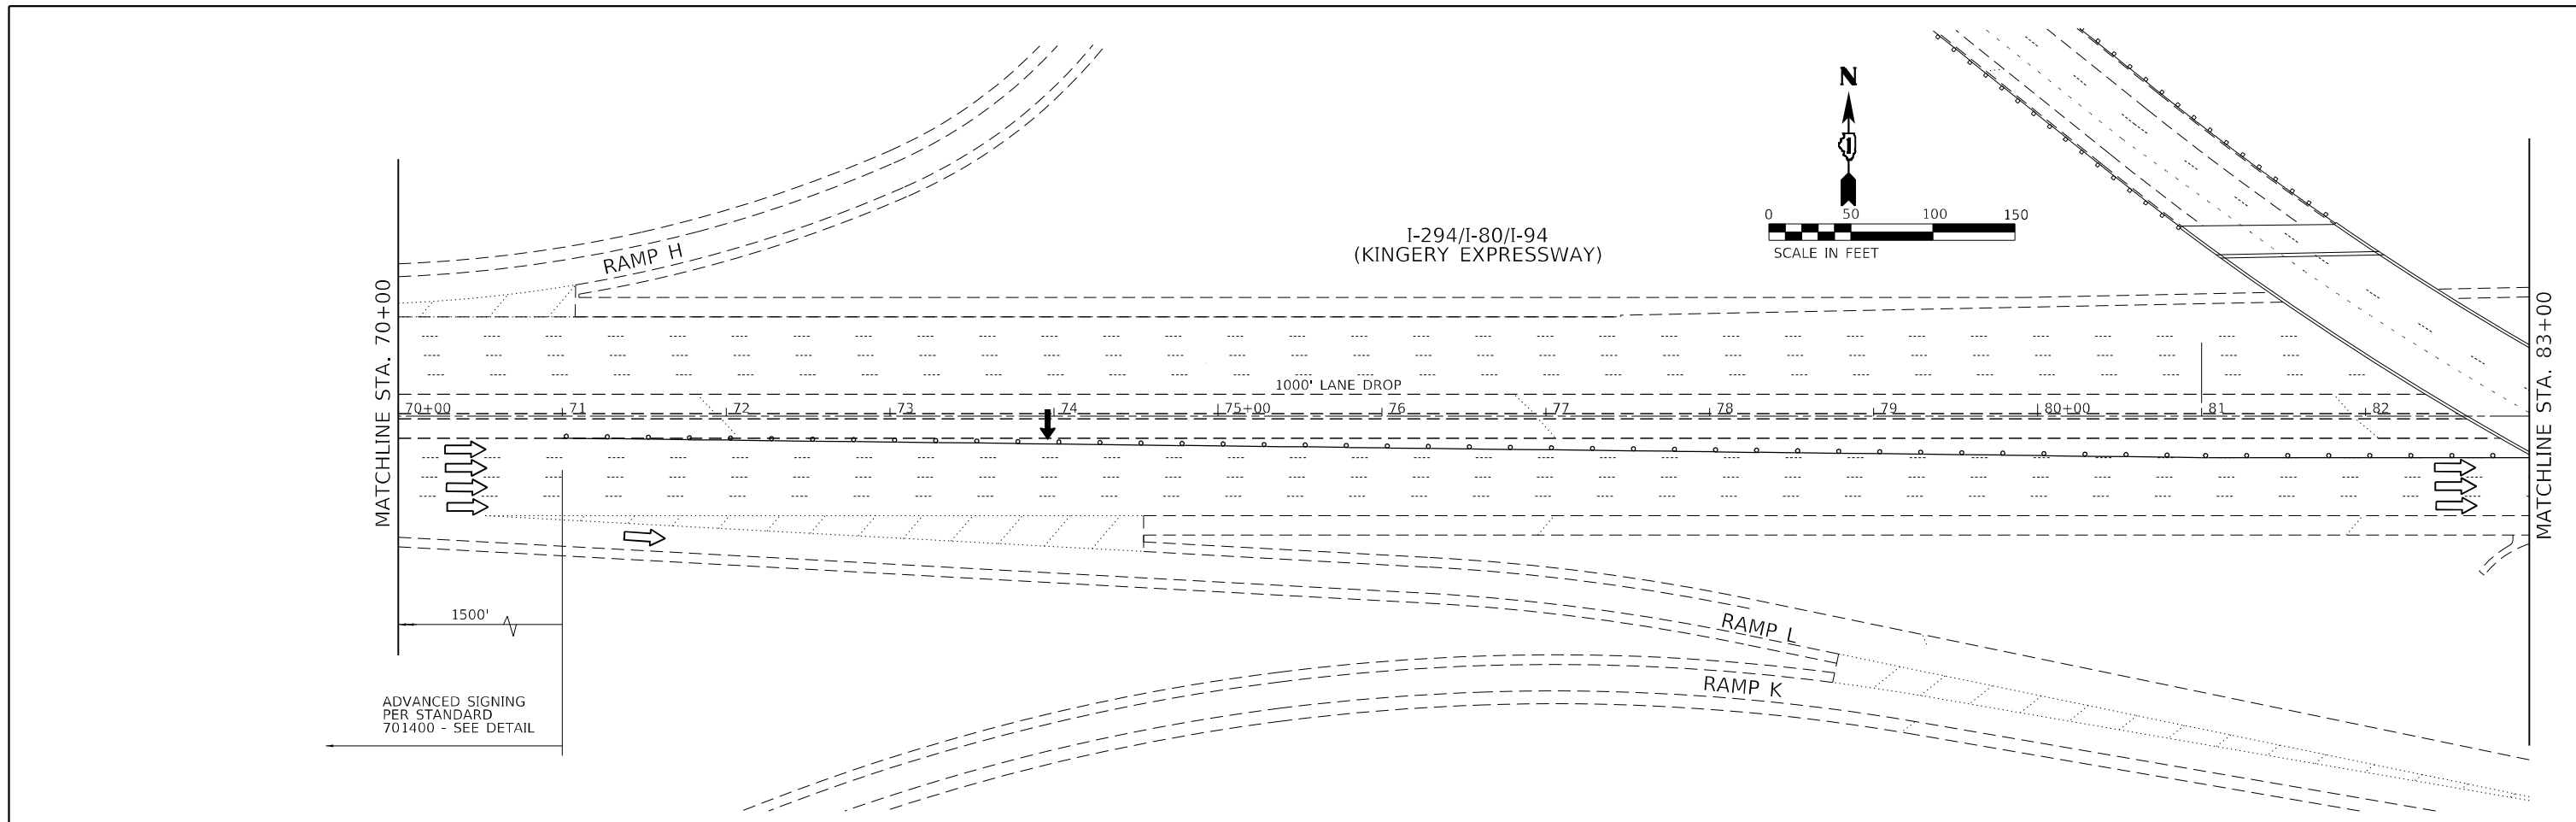 N
0 50 100 150
SCALE IN FEET
I-294/I-80/I-94
(KINGERY EXPRESSWAY)
RAMP H
MATCHLINE STA. 70+00
MATCHLINE STA. 83+00
1000' LANE DROP
70+00 71 72 73 74 75+00 76 77 78 79 80+00 81 82
1500'
RAMP L
RAMP K
ADVANCED SIGNING
PER STANDARD
701400 - SEE DETAIL